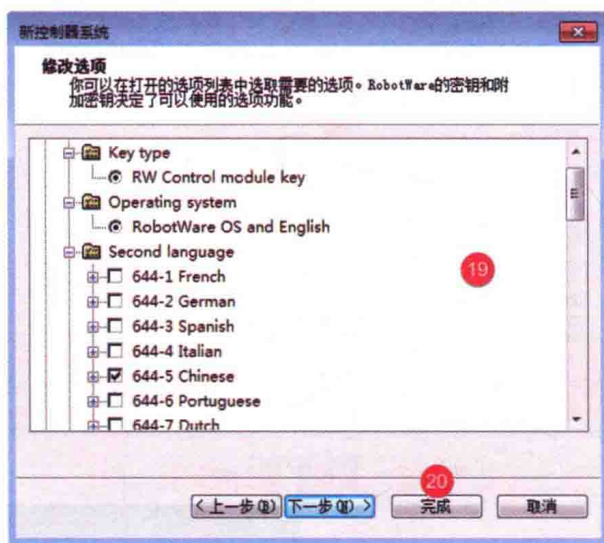 新控制器系统
修改选项
你可以在打开的选项列表中选取需要的选项。RobotWare的密钥和附
加密钥决定了可以使用的选项功能。
Key type
RW Control module key
Operating system
RobotWare OS and English
Second language
19
644-1 French
644-2 German
644-3 Spanish
644-4 Italian
644-5 Chinese
644-6 Portuguese
644-7 Dutch
20
<上一步(B) 下一步(N) > 完成 取消